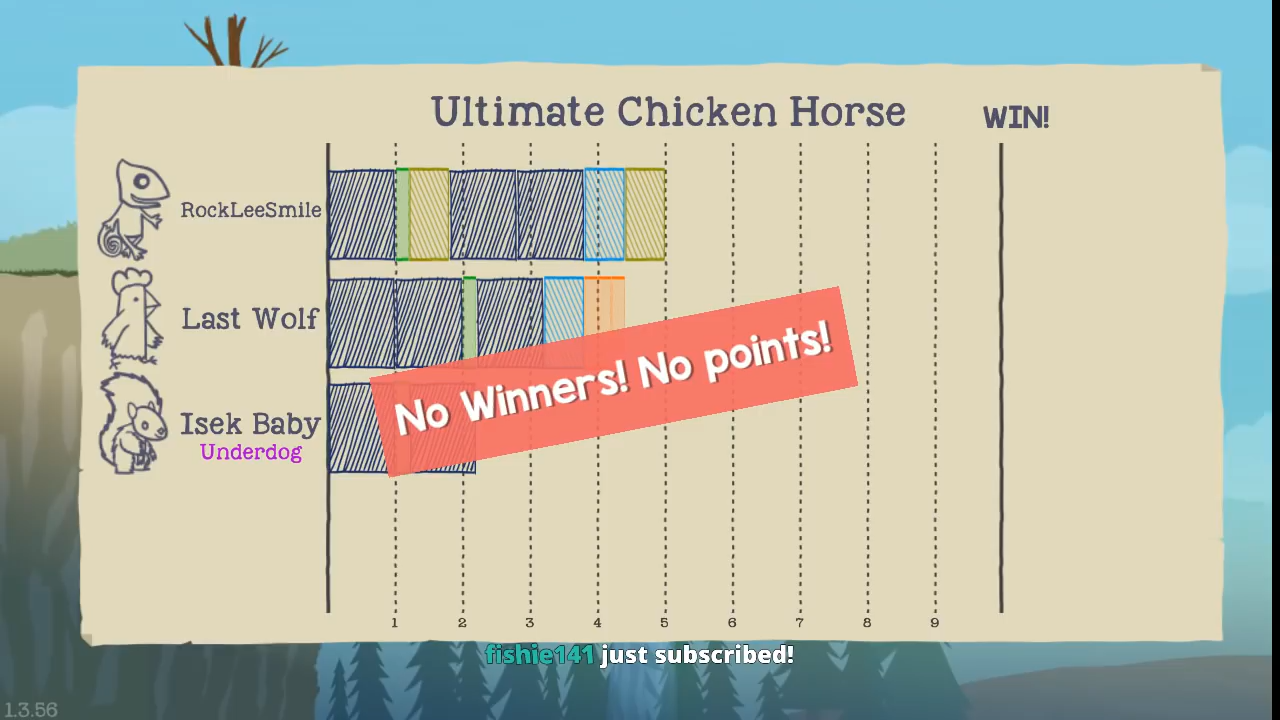 Ultimate Chicken Horse
WIN!
RockLeeSmile
Last Wolf
No Winners! No points!
Isek Baby
Underdog
1 2 3 4 5 6 7 8 9
fishie141 just subscribed!
1.3.56